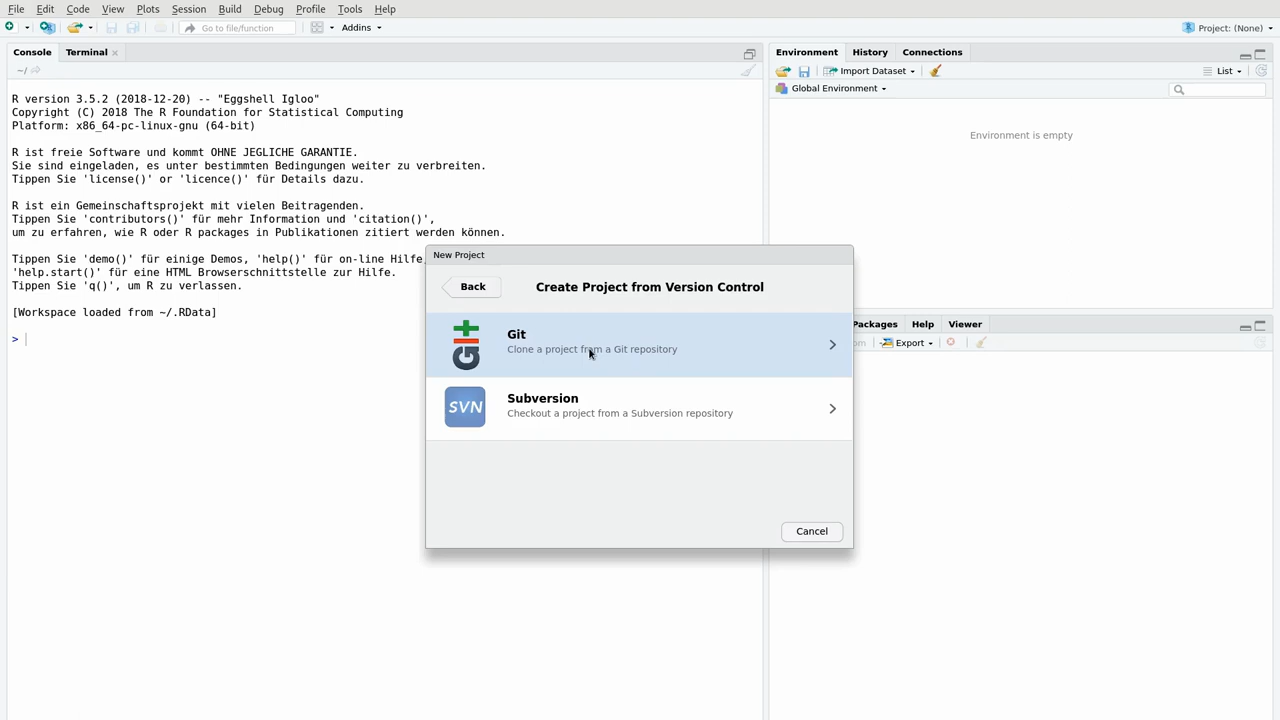 File Edit Code View Plots Session Build Debug Profile Tools Help
Go to file/function Addins Project: (None)
Console Terminal
~/
R version 3.5.2 (2018-12-20) -- "Eggshell Igloo"
Copyright (C) 2018 The R Foundation for Statistical Computing
Platform: x86_64-pc-linux-gnu (64-bit)
R ist freie Software und kommt OHNE JEGLICHE GARANTIE.
Sie sind eingeladen, es unter bestimmten Bedingungen weiter zu verbreiten.
Tippen Sie 'license()' or 'licence()' für Details dazu.
R ist ein Gemeinschaftsprojekt mit vielen Beitragenden.
Tippen Sie 'contributors()' für mehr Information und 'citation()',
um zu erfahren, wie R oder R packages in Publikationen zitiert werden können.
Tippen Sie 'demo()' für einige Demos, 'help()' für on-line Hilfe,
'help.start()' für eine HTML Browserschnittstelle zur Hilfe.
Tippen Sie 'q()', um R zu verlassen.
[Workspace loaded from ~/.RData]
>
Environment History Connections
Import Dataset List
Global Environment
Environment is empty
Packages Help Viewer
om Export
New Project
Back Create Project from Version Control
Git
Git
Clone a project from a Git repository
SVN
Subversion
Checkout a project from a Subversion repository
Cancel